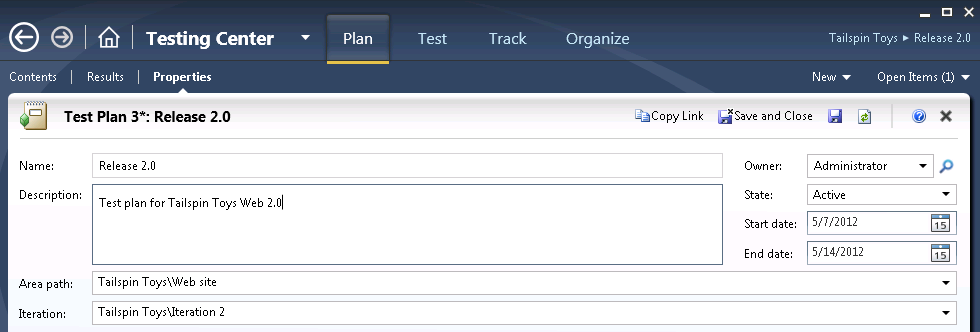 Testing Center Plan Test Track Organize Tailspin Toys ▸ Release 2.0
Contents Results Properties New Open Items (1)
Test Plan 3*: Release 2.0 Copy Link Save and Close
Name: Release 2.0 Owner: Administrator
Description: Test plan for Tailspin Toys Web 2.0 State: Active
Start date: 5/7/2012 15
End date: 5/14/2012 15
Area path: Tailspin Toys\Web site
Iteration: Tailspin Toys\Iteration 2